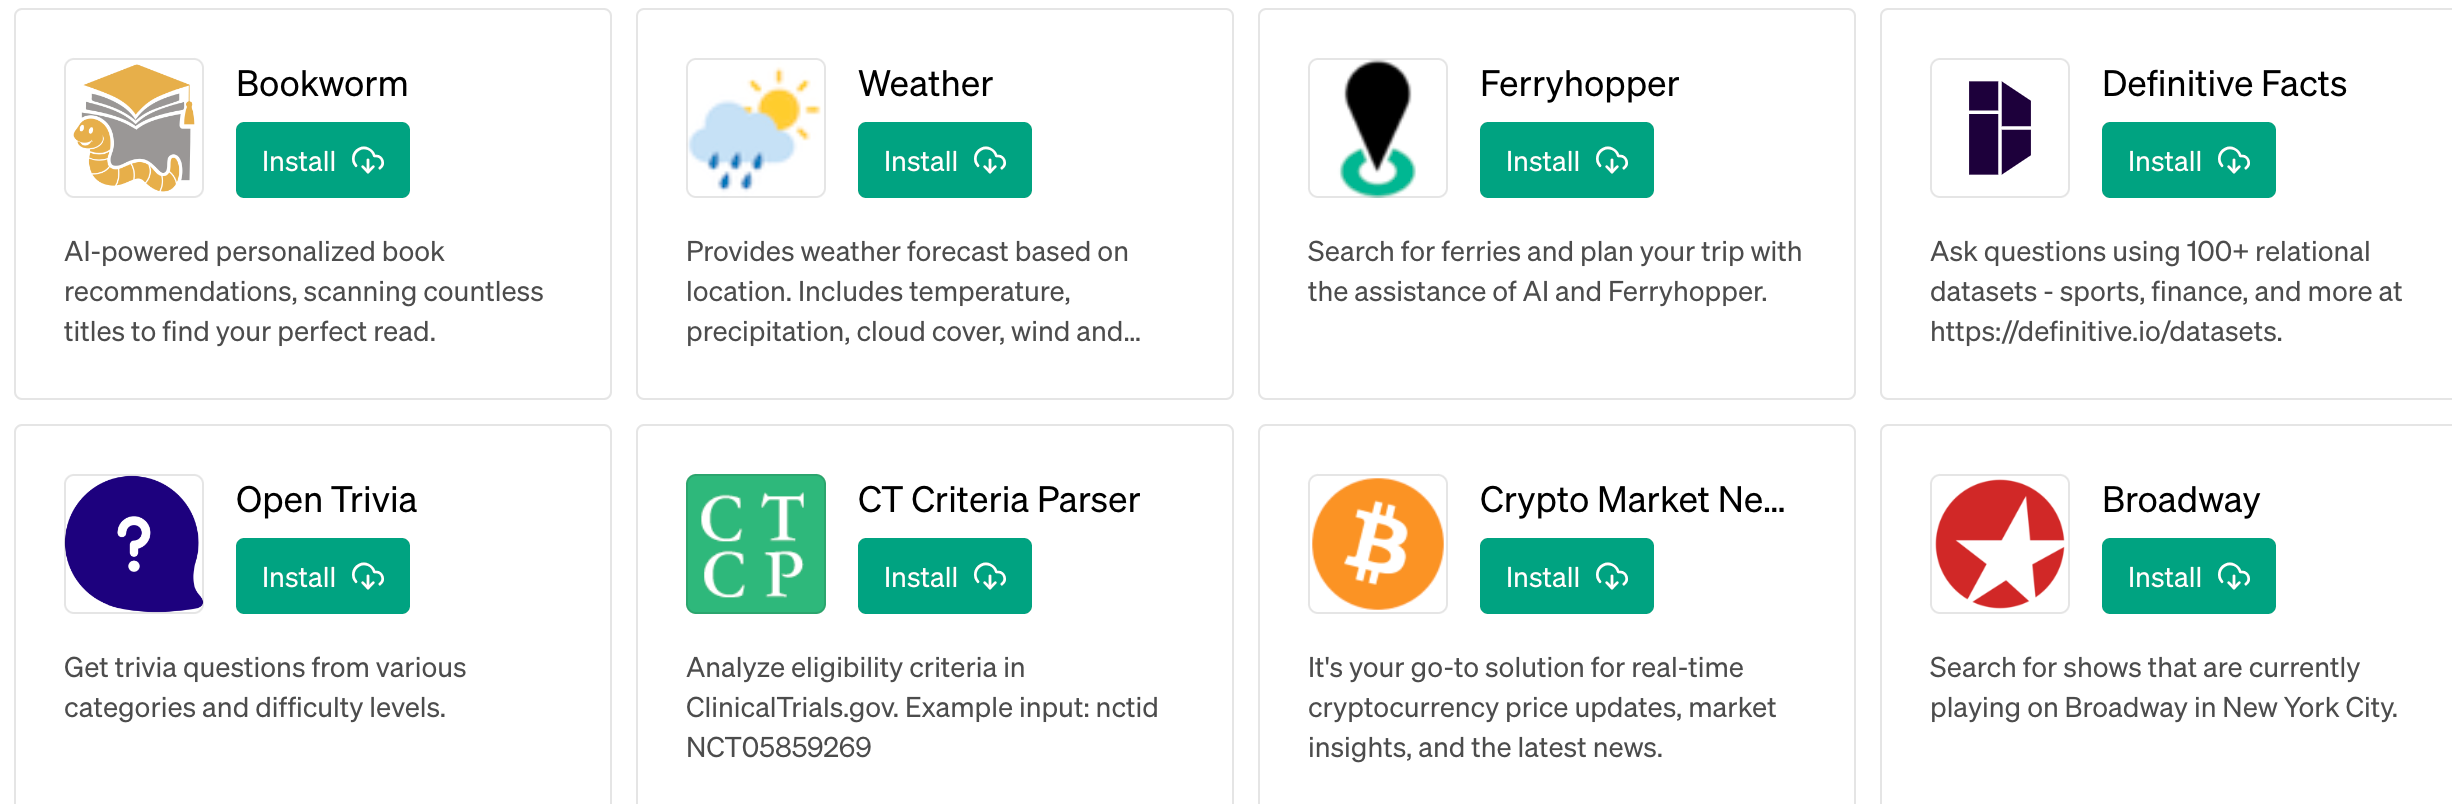 Bookworm
Install
AI-powered personalized book
recommendations, scanning countless
titles to find your perfect read.
Weather
Install
Provides weather forecast based on
location. Includes temperature,
precipitation, cloud cover, wind and...
Ferryhopper
Install
Search for ferries and plan your trip with
the assistance of AI and Ferryhopper.
Definitive Facts
Install
Ask questions using 100+ relational
datasets - sports, finance, and more at
https://definitive.io/datasets.
?
Open Trivia
Install
Get trivia questions from various
categories and difficulty levels.
C T
C P
CT Criteria Parser
Install
Analyze eligibility criteria in
ClinicalTrials.gov. Example input: nctid
NCT05859269
Crypto Market Ne...
Install
It's your go-to solution for real-time
cryptocurrency price updates, market
insights, and the latest news.
Broadway
Install
Search for shows that are currently
playing on Broadway in New York City.